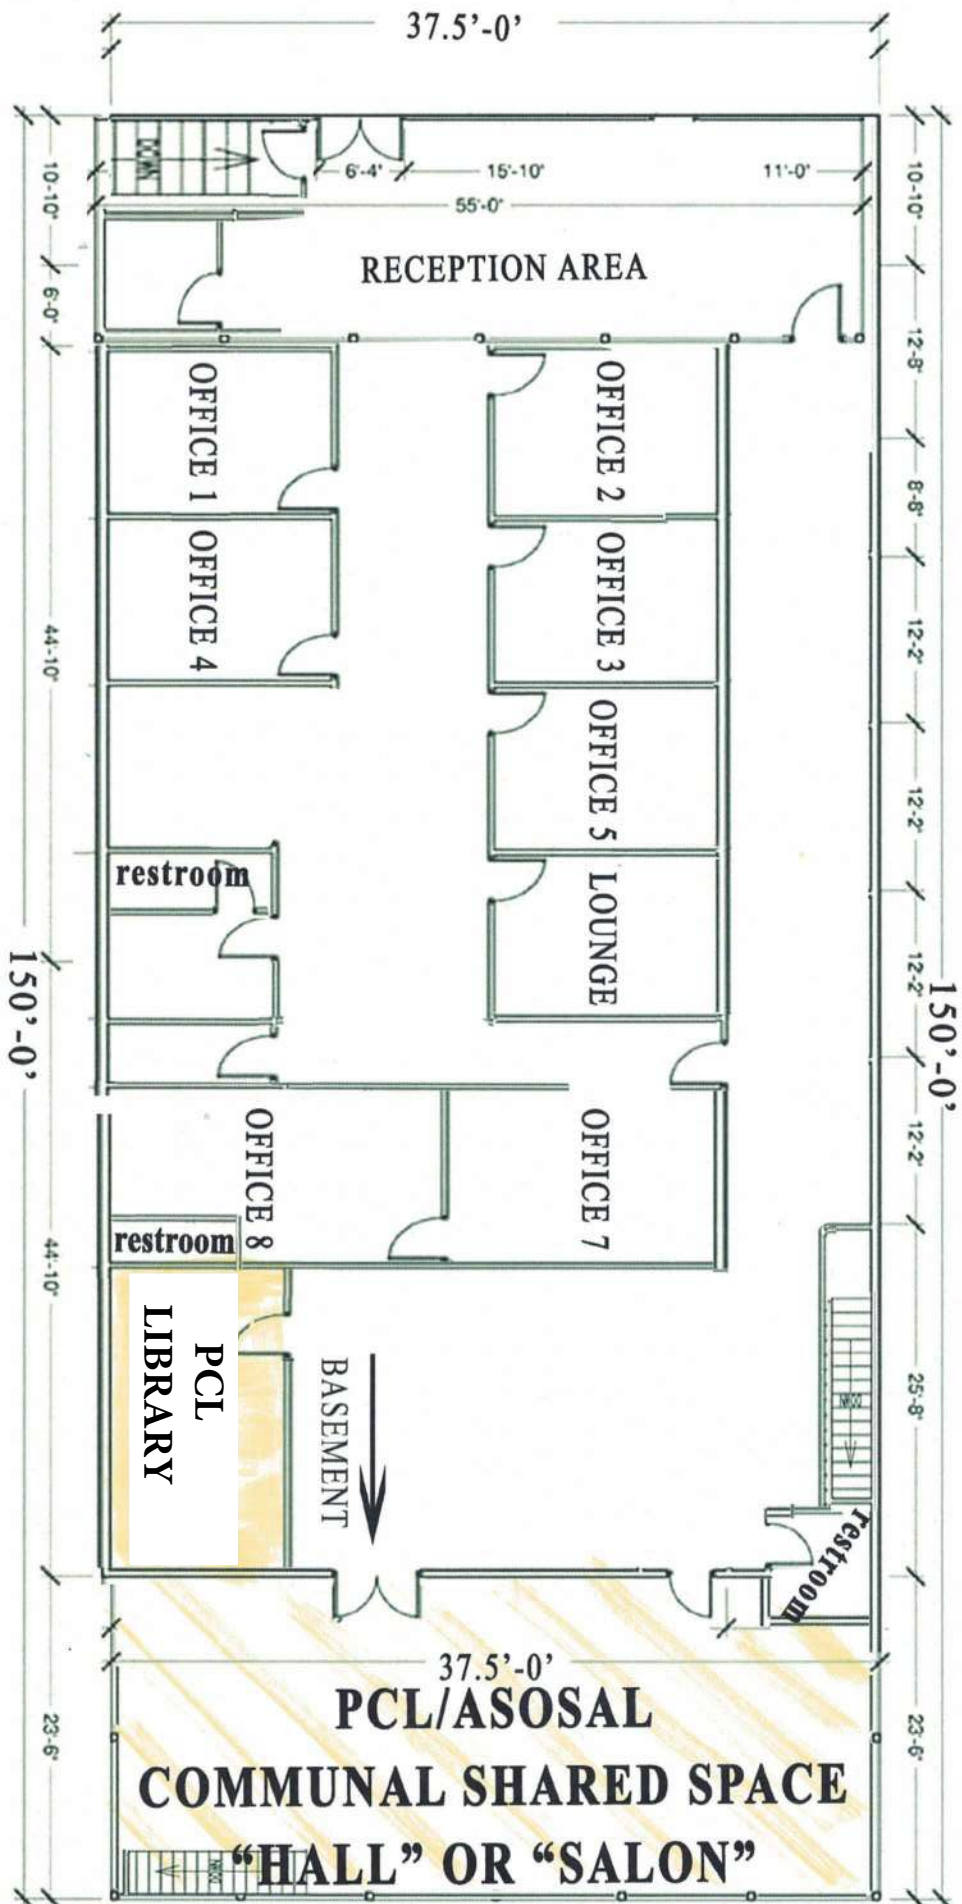 37.5'-0'
DOWN
6'-4"
15'-10"
11'-0"
55'-0"
10-10"
10-10"
RECEPTION AREA
6'-0"
12'-8"
OFFICE 1
OFFICE 2
8'-8"
OFFICE 4
OFFICE 3
44'-10"
12'-2"
OFFICE 5
12'-2"
restroom
LOUNGE
12'-2"
150'-0'
150'-0'
OFFICE 8
OFFICE 7
12'-2"
restroom
44'-10"
PCL
LIBRARY
BASEMENT
25'-8"
DOWN
restroom
37.5'-0'
23'-6"
23'-6"
PCL/ASOSAL
COMMUNAL SHARED SPACE
"HALL" OR "SALON"
DOWN